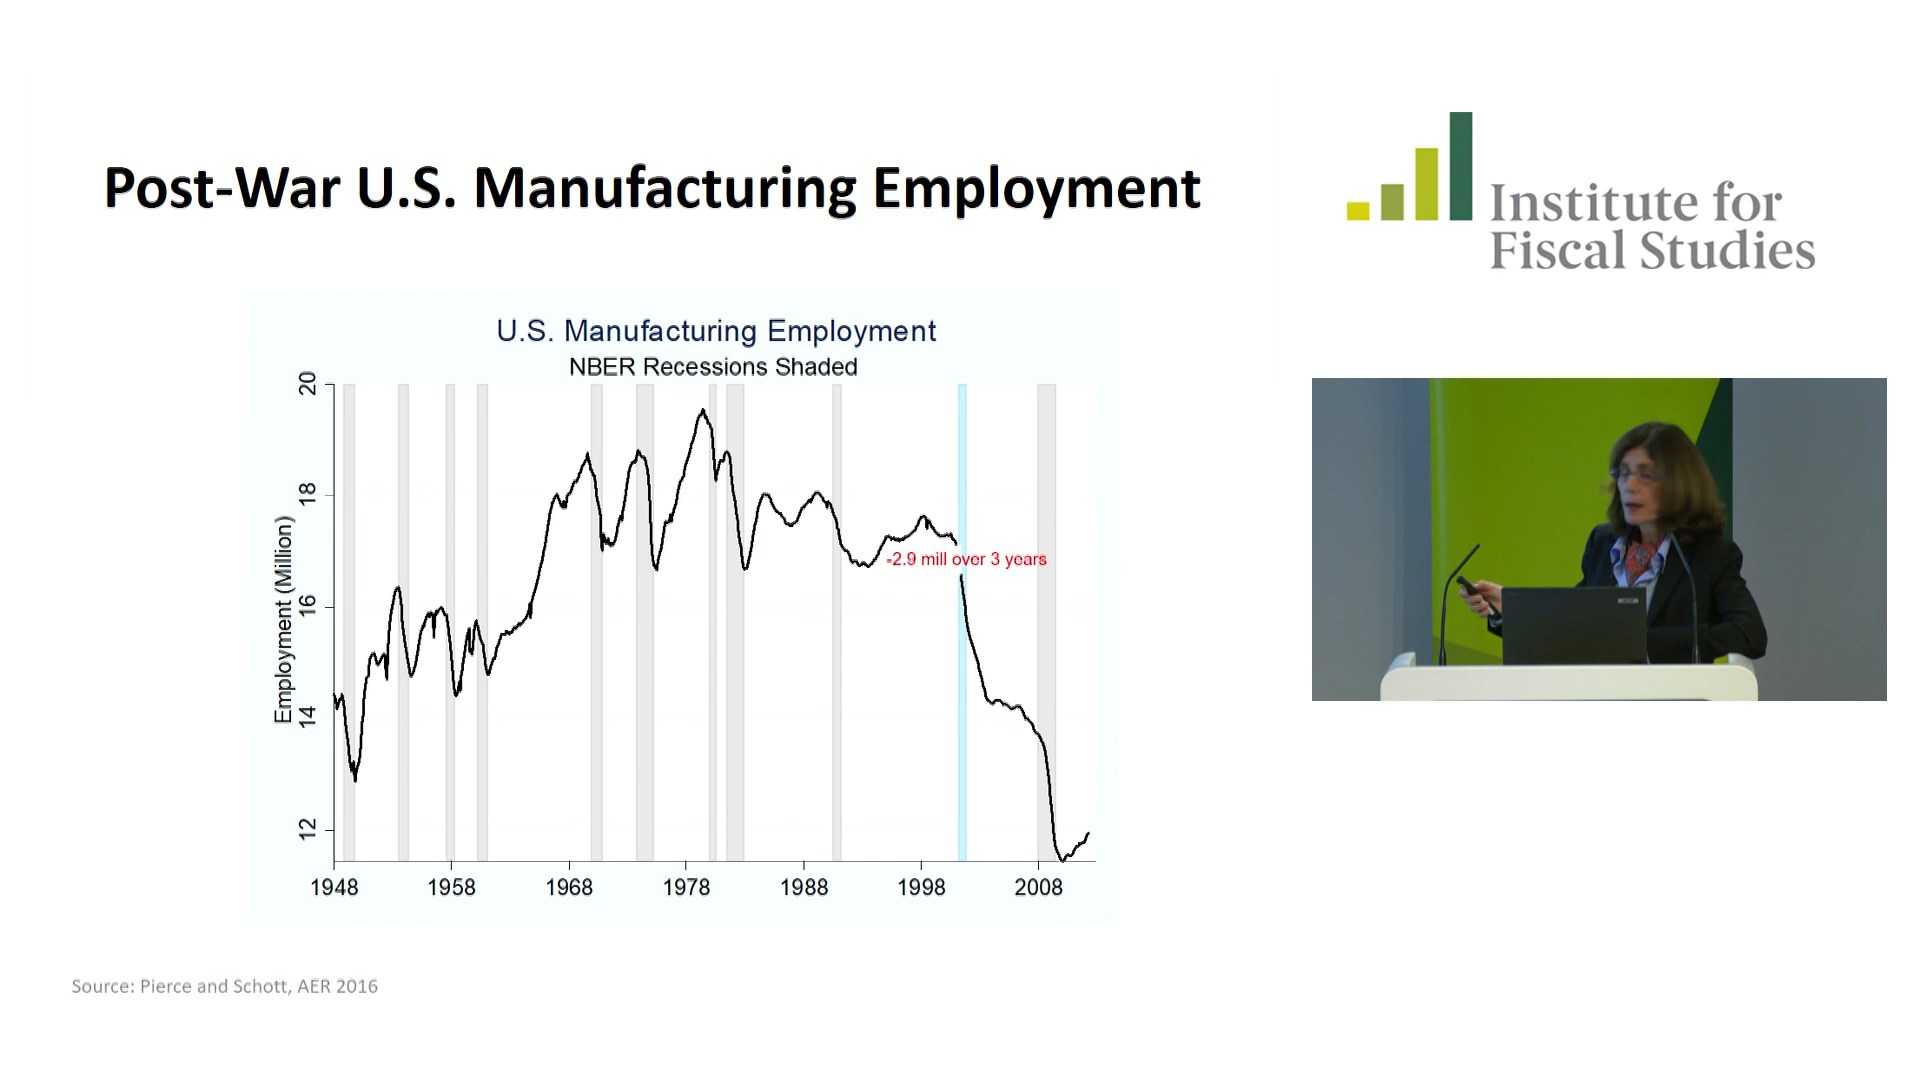 Post-War U.S. Manufacturing Employment
Institute for
Fiscal Studies
U.S. Manufacturing Employment
NBER Recessions Shaded
Employment (Million)
20
18
16
14
12
-2.9 mill over 3 years
1948
1958
1968
1978
1988
1998
2008
Source: Pierce and Schott, AER 2016